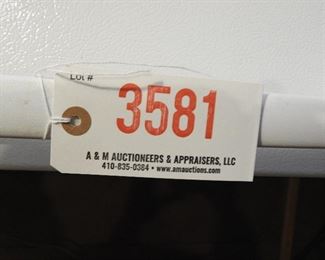 Lot #
3581
A & M AUCTIONEERS & APPRAISERS, LLC
410-835-0384 • www.amauctions.com